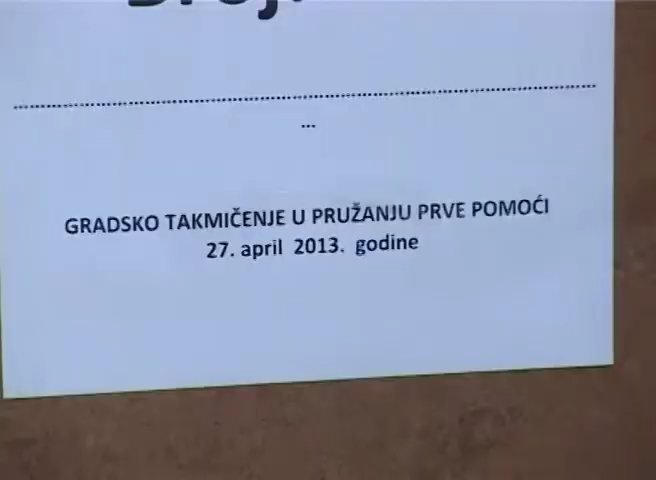 GRADSKO TAKMIČENJE U PRUŽANJU PRVE POMOĆI
27. april 2013. godine